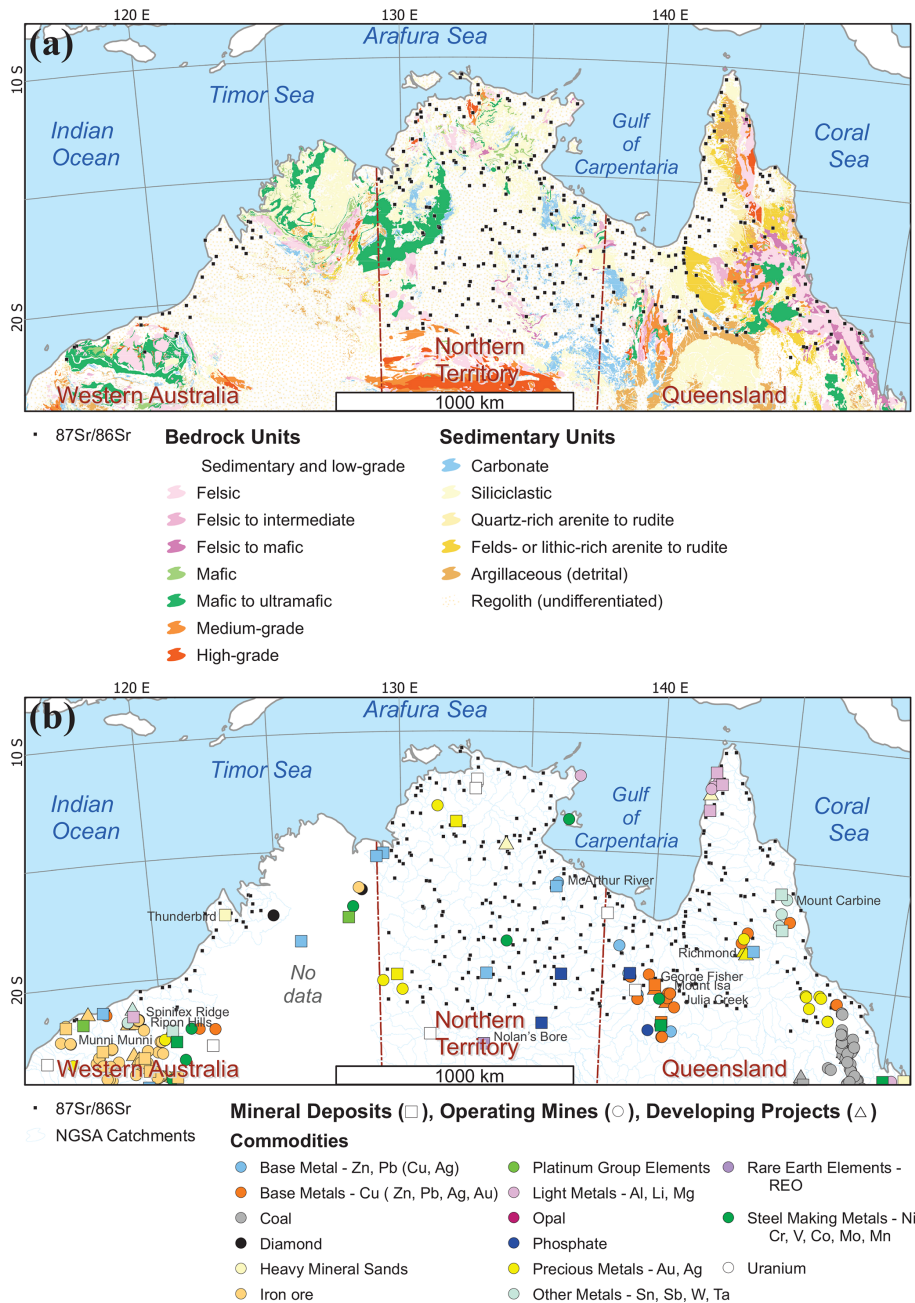 120 E 130 E 140 E
(a)
Arafura Sea
10 S
Timor Sea
Indian
Ocean
Gulf
of
Carpentaria
Coral
Sea
20 S
Northern
Territory
Western Australia
1000 km
Queensland
87Sr/86Sr
Bedrock Units
Sedimentary and low-grade
Felsic
Felsic to intermediate
Felsic to mafic
Mafic
Mafic to ultramafic
Medium-grade
High-grade
Sedimentary Units
Carbonate
Siliciclastic
Quartz-rich arenite to rudite
Felds- or lithic-rich arenite to rudite
Argillaceous (detrital)
Regolith (undifferentiated)
120 E 130 E 140 E
(b)
Arafura Sea
10 S
Timor Sea
Indian
Ocean
Gulf
of
Carpentaria
Coral
Sea
McArthur River
Mount Carbine
Thunderbird
Richmond
No
data
George Fisher
Mount Isa
Julia Creek
20 S
Spinifex Ridge
Ripon Hills
Munni Munni
Northern
Territory
Nolan's Bore
Western Australia
1000 km
Queensland
87Sr/86Sr
NGSA Catchments
Mineral Deposits (□), Operating Mines (○), Developing Projects (△)
Commodities
Base Metal - Zn, Pb (Cu, Ag)
Base Metals - Cu ( Zn, Pb, Ag, Au)
Coal
Diamond
Heavy Mineral Sands
Iron ore
Platinum Group Elements
Light Metals - Al, Li, Mg
Opal
Phosphate
Precious Metals - Au, Ag
Other Metals - Sn, Sb, W, Ta
Rare Earth Elements -
REO
Steel Making Metals - Ni
Cr, V, Co, Mo, Mn
Uranium